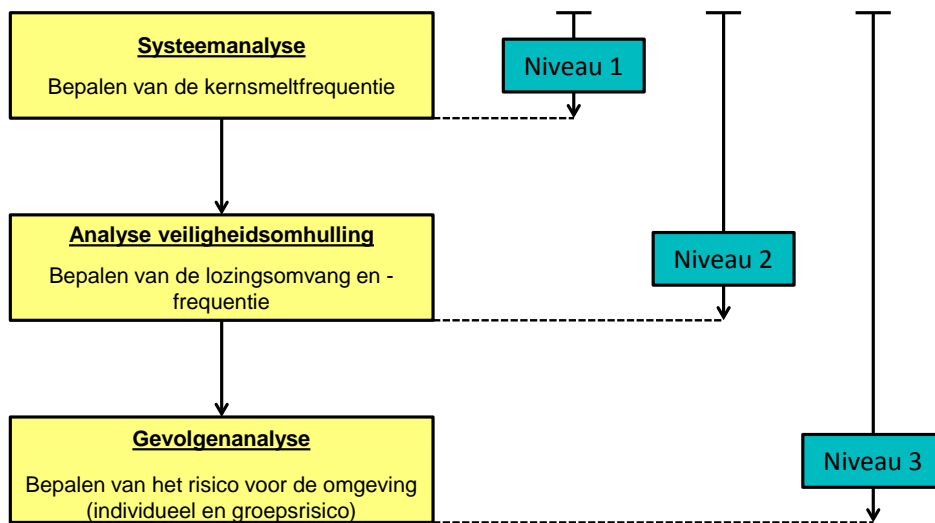 Systeemanalyse
Bepalen van de kernsmeltfrequentie
Niveau 1
Analyse veiligheidsomhulling
Bepalen van de lozingsomvang en -
frequentie
Niveau 2
Gevolgenanalyse
Bepalen van het risico voor de omgeving
(individueel en groepsrisico)
Niveau 3